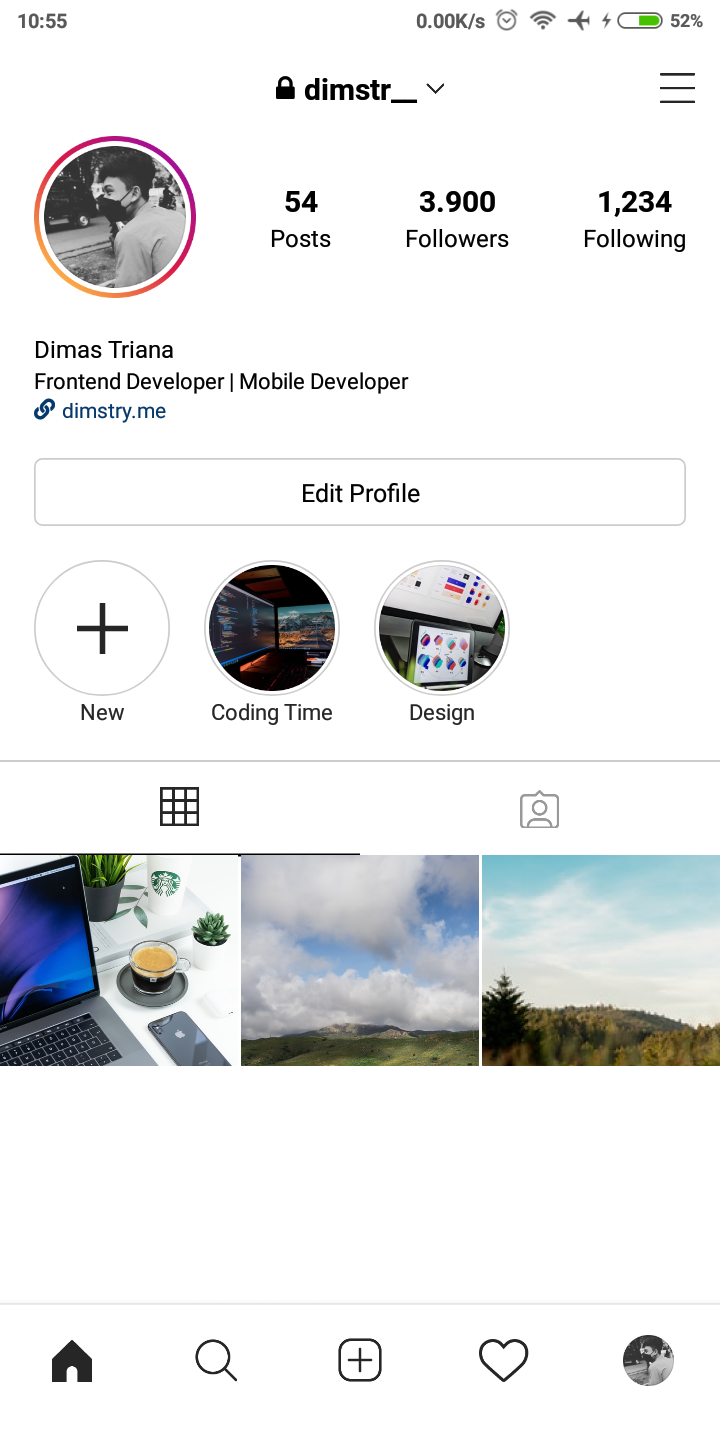 10:55 0.00K/s 52%
dimstr__
54 3.900 1,234
Posts Followers Following
Dimas Triana
Frontend Developer | Mobile Developer
dimstry.me
Edit Profile
New Coding Time Design